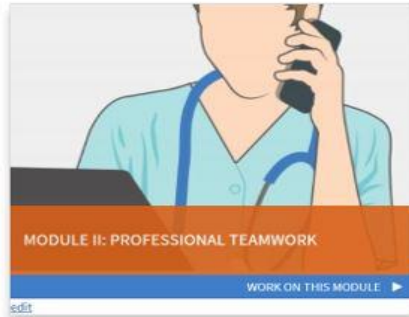 MODULE II: PROFESSIONAL TEAMWORK
WORK ON THIS MODULE ▶
edit